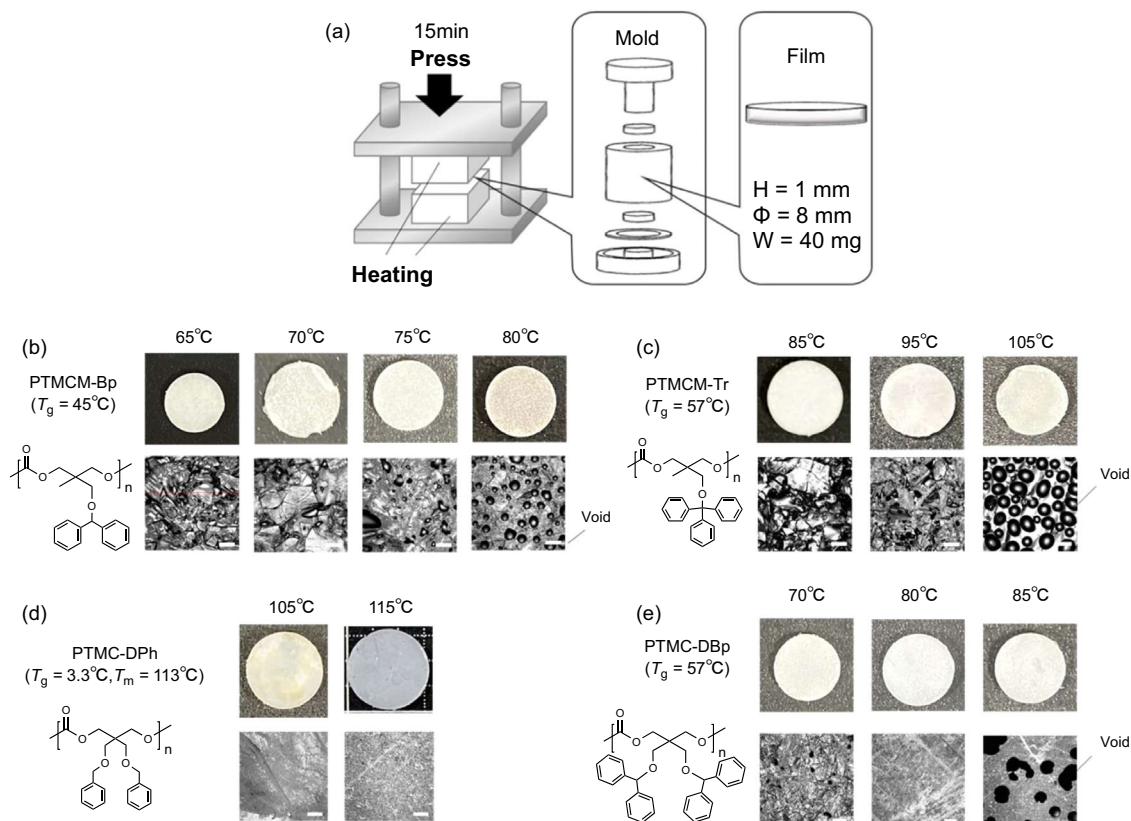 (a)
15min
Press
Heating
Mold
Film
H = 1 mm
Φ = 8 mm
W = 40 mg
(b)
PTMCM-Bp
(Tg = 45℃)
65℃
70℃
75℃
80℃
O
O
O
n
O
Void
(c)
PTMCM-Tr
(Tg = 57℃)
85℃
95℃
105℃
O
O
O
n
O
Void
(d)
PTMC-DPh
(Tg = 3.3℃,Tm = 113℃)
105℃
115℃
O
O
O
n
O O
(e)
PTMC-DBp
(Tg = 57℃)
70℃
80℃
85℃
O
O
O
n
O O
Void